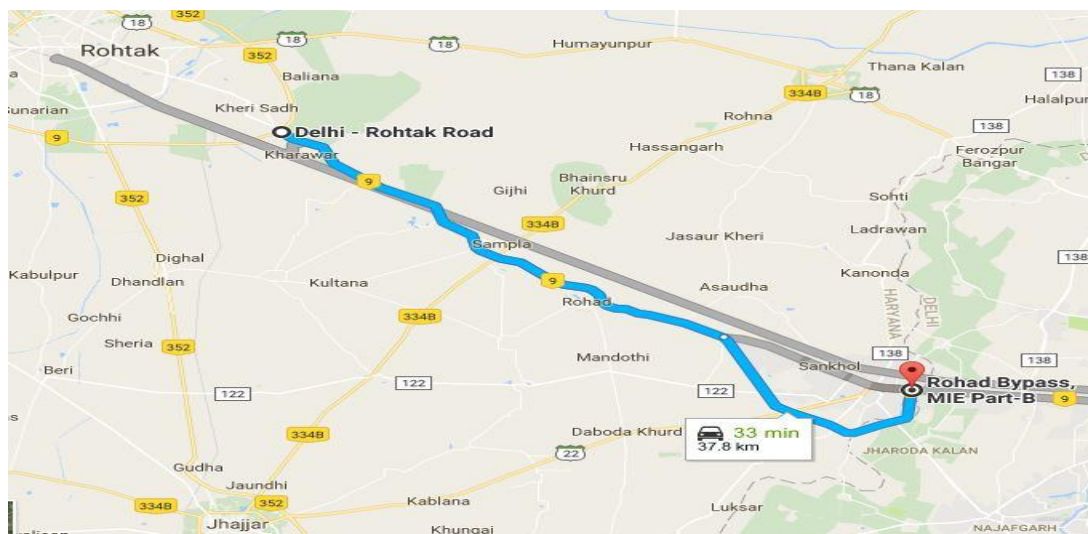 18
352
18
Rohtak
Humayunpur
18
352
Thana Kalan
138
Baliana
334B
18
Halalpur
Kheri Sadh
Sunarian
Rohna
9
Delhi - Rohtak Road
138
Kharawar
Hassangarh
Ferozpur
Bangar
9
Gijhi
Bhainsru
Khurd
352
Sohti
334B
Ladrawan
Sampla
Jasaur Kheri
Dighal
Kabulpur
Dhandlan
Kultana
9
Asaudha
Kanonda
Rohad
HARYANA
DELHI
Gochhi
334B
Sheria
352
Mandothi
138
138
Beri
Sankhol
122
122
122
Rohad Bypass,
MIE Part-B
9
33 min
37.8 km
352
334B
Daboda Khurd
22
JHARODA KALAN
Gudha
Jaundhi
334B
352
Kablana
Luksar
Jhajjar
Khungai
NAJAFGARH